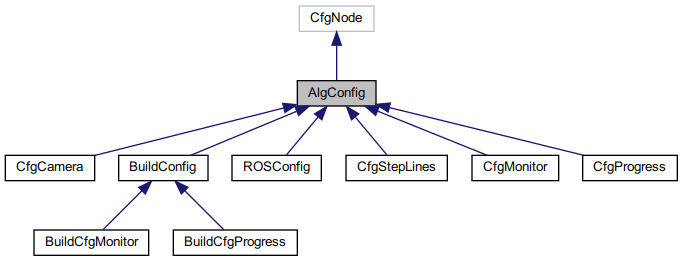 CfgNode
AlgConfig
CfgCamera
BuildConfig
ROSConfig
CfgStepLines
CfgMonitor
CfgProgress
BuildCfgMonitor
BuildCfgProgress